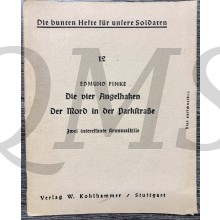 Die bunten Hefte für unsere Soldaten
12
EDMUND FINKE
Die vier Angelhaken
Der Mord in der Parkstraße
Zwei interessante Kriminalfälle
Verlag W. Kohlhammer / Stuttgart
QMS